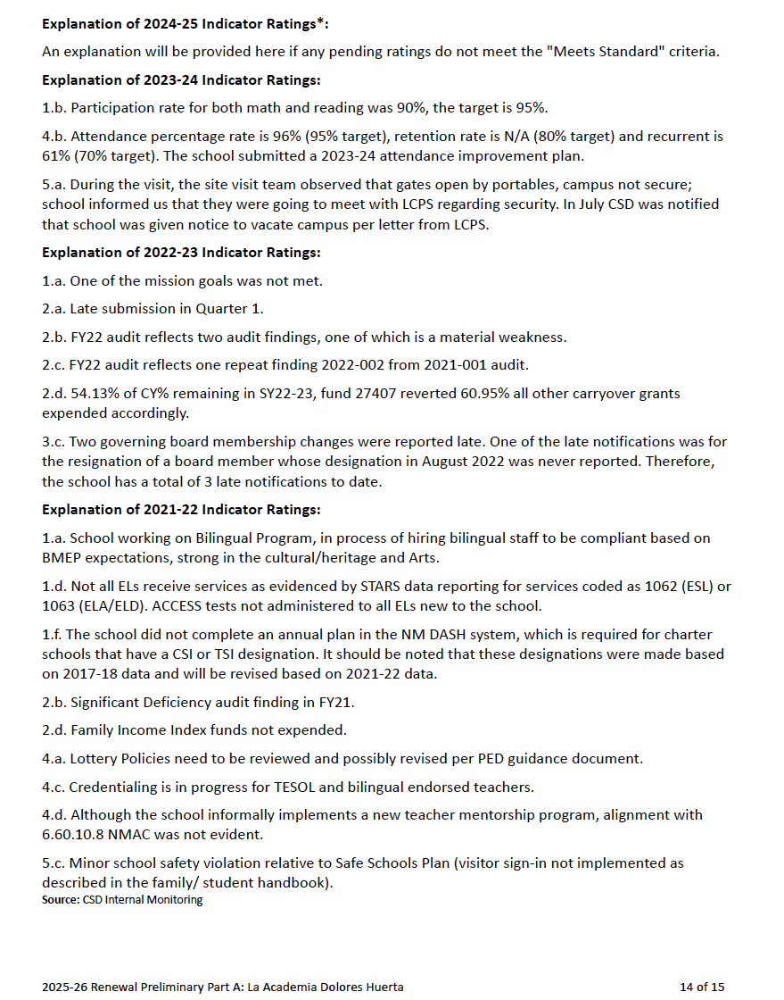 Explanation of 2024-25 Indicator Ratings*:
An explanation will be provided here if any pending ratings do not meet the "Meets Standard" criteria.
Explanation of 2023-24 Indicator Ratings:
1.b. Participation rate for both math and reading was 90%, the target is 95%.
4.b. Attendance percentage rate is 96% (95% target), retention rate is N/A (80% target) and recurrent is
61% (70% target). The school submitted a 2023-24 attendance improvement plan.
5.a. During the visit, the site visit team observed that gates open by portables, campus not secure;
school informed us that they were going to meet with LCPS regarding security. In July CSD was notified
that school was given notice to vacate campus per letter from LCPS.
Explanation of 2022-23 Indicator Ratings:
1.a. One of the mission goals was not met.
2.a. Late submission in Quarter 1.
2.b. FY22 audit reflects two audit findings, one of which is a material weakness.
2.c. FY22 audit reflects one repeat finding 2022-002 from 2021-001 audit.
2.d. 54.13% of CY% remaining in SY22-23, fund 27407 reverted 60.95% all other carryover grants
expended accordingly.
3.c. Two governing board membership changes were reported late. One of the late notifications was for
the resignation of a board member whose designation in August 2022 was never reported. Therefore,
the school has a total of 3 late notifications to date.
Explanation of 2021-22 Indicator Ratings:
1.a. School working on Bilingual Program, in process of hiring bilingual staff to be compliant based on
BMEP expectations, strong in the cultural/heritage and Arts.
1.d. Not all ELs receive services as evidenced by STARS data reporting for services coded as 1062 (ESL) or
1063 (ELA/ELD). ACCESS tests not administered to all ELs new to the school.
1.f. The school did not complete an annual plan in the NM DASH system, which is required for charter
schools that have a CSI or TSI designation. It should be noted that these designations were made based
on 2017-18 data and will be revised based on 2021-22 data.
2.b. Significant Deficiency audit finding in FY21.
2.d. Family Income Index funds not expended.
4.a. Lottery Policies need to be reviewed and possibly revised per PED guidance document.
4.c. Credentialing is in progress for TESOL and bilingual endorsed teachers.
4.d. Although the school informally implements a new teacher mentorship program, alignment with
6.60.10.8 NMAC was not evident.
5.c. Minor school safety violation relative to Safe Schools Plan (visitor sign-in not implemented as
described in the family/ student handbook).
Source: CSD Internal Monitoring
2025-26 Renewal Preliminary Part A: La Academia Dolores Huerta 14 of 15